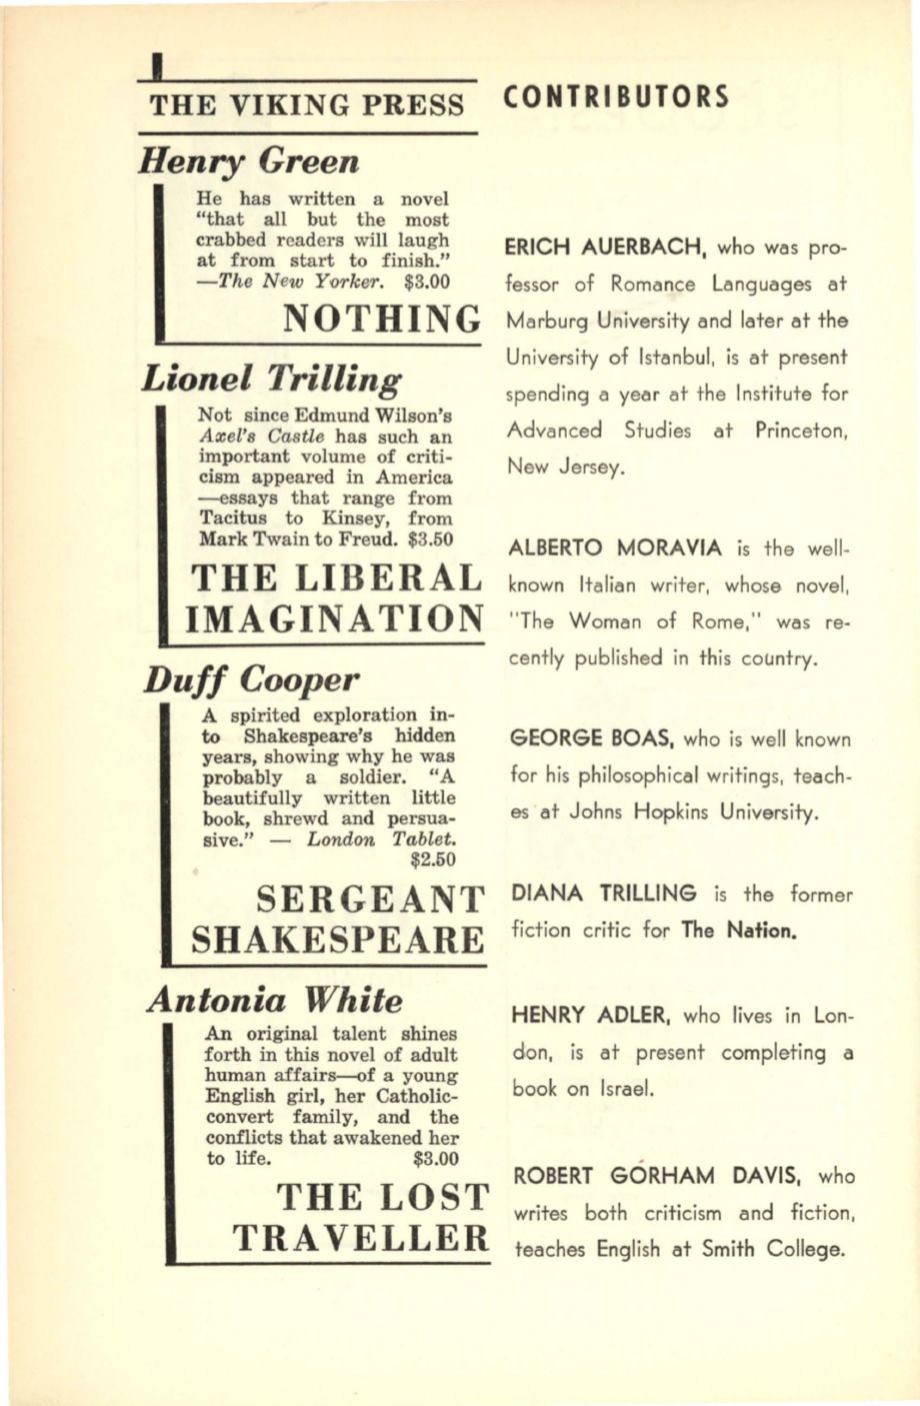 THE VIKING PRESS
Henry Green
He has written a novel
“that all but the most
crabbed readers will laugh
at from start to finish.”
—The New Yorker. $3.00
NOTHING
Lionel Trilling
Not since Edmund Wilson's
Axel's Castle has such an
important volume of criti-
cism appeared in America
—essays that range from
Tacitus to Kinsey, from
Mark Twain to Freud. $3.50
THE LIBERAL
IMAGINATION
Duff Cooper
A spirited exploration in-
to Shakespeare's hidden
years, showing why he was
probably a soldier. “A
beautifully written little
book, shrewd and persua-
sive.” — London Tablet.
$2.50
SERGEANT
SHAKESPEARE
Antonia White
An original talent shines
forth in this novel of adult
human affairs—of a young
English girl, her Catholic-
convert family, and the
conflicts that awakened her
to life. $3.00
THE LOST
TRAVELLER
CONTRIBUTORS
ERICH AUERBACH, who was pro-
fessor of Romance Languages at
Marburg University and later at the
University of Istanbul, is at present
spending a year at the Institute for
Advanced Studies at Princeton,
New Jersey.
ALBERTO MORAVIA is the well-
known Italian writer, whose novel,
"The Woman of Rome," was re-
cently published in this country.
GEORGE BOAS, who is well known
for his philosophical writings, teach-
es at Johns Hopkins University.
DIANA TRILLING is the former
fiction critic for The Nation.
HENRY ADLER, who lives in Lon-
don, is at present completing a
book on Israel.
ROBERT GORHAM DAVIS, who
writes both criticism and fiction,
teaches English at Smith College.